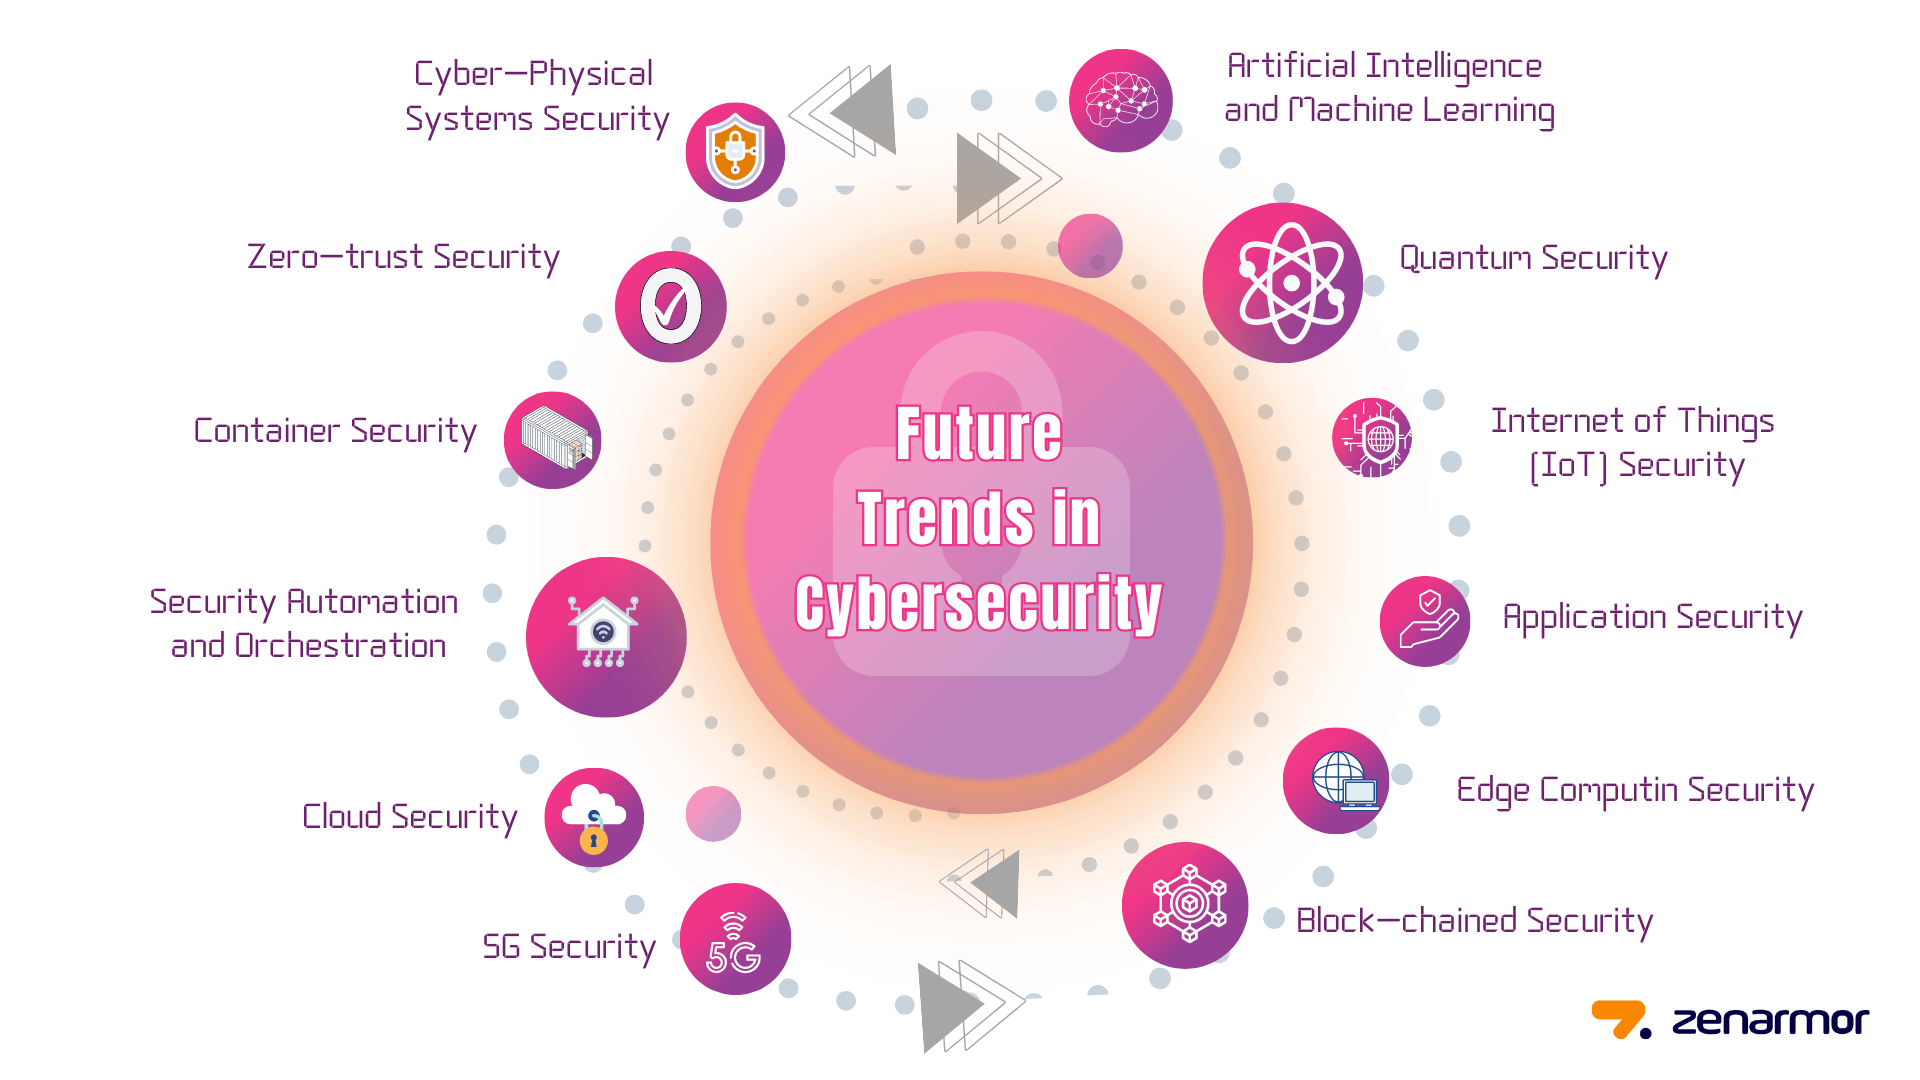 Cyber-Physical
Systems Security
Artificial Intelligence
and Machine Learning
Zero-trust Security
Quantum Security
Container Security
Internet of Things
(IoT) Security
Future
Trends in
Cybersecurity
Security Automation
and Orchestration
Application Security
Cloud Security
Edge Computin Security
5G Security
5G
Block-chained Security
zenarmor